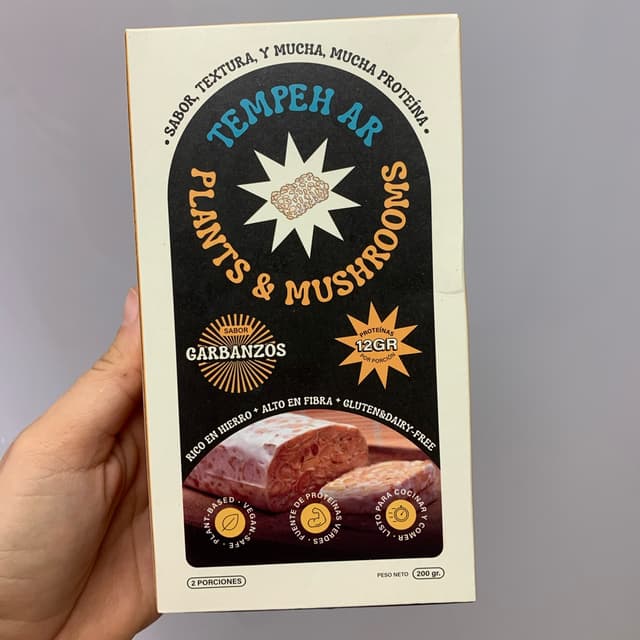 • SABOR, TEXTURA, Y MUCHA, MUCHA PROTEÍNA •
TEMPEH AR
PLANTS & MUSHROOMS
SABOR
GARBANZOS
PROTEÍNAS
12GR
POR PORCIÓN
RICO EN HIERRO * ALTO EN FIBRA * GLUTEN&DAIRY-FREE
PLANT-BASED • VEGAN-SAFE •
FUENTE DE PROTEÍNAS VERDES •
LISTO PARA COCINAR Y COMER •
2 PORCIONES
PESO NETO 200 gr.